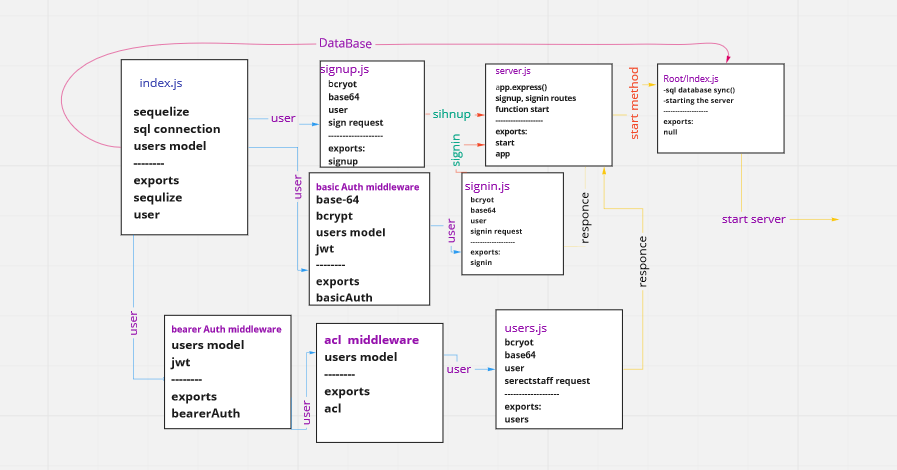 DataBase
index.js
sequelize
sql connection
users model
--------
exports
sequlize
user
user
signup.js
bcryot
base64
user
sign request
-------------------
exports:
signup
sihnup
signin
server.js
app.express()
signup, signin routes
function start
-------------------
exports:
start
app
start method
Root/Index.js
-sql database sync()
-starting the server
-------------------
exports:
null
start server
user
basic Auth middleware
base-64
bcrypt
users model
jwt
--------
exports
basicAuth
user
signin.js
bcryot
base64
user
signin request
-------------------
exports:
signin
responce
responce
user
bearer Auth middleware
users model
jwt
--------
exports
bearerAuth
user
acl middleware
users model
--------
exports
acl
user
users.js
bcryot
base64
user
serectstaff request
-------------------
exports:
users